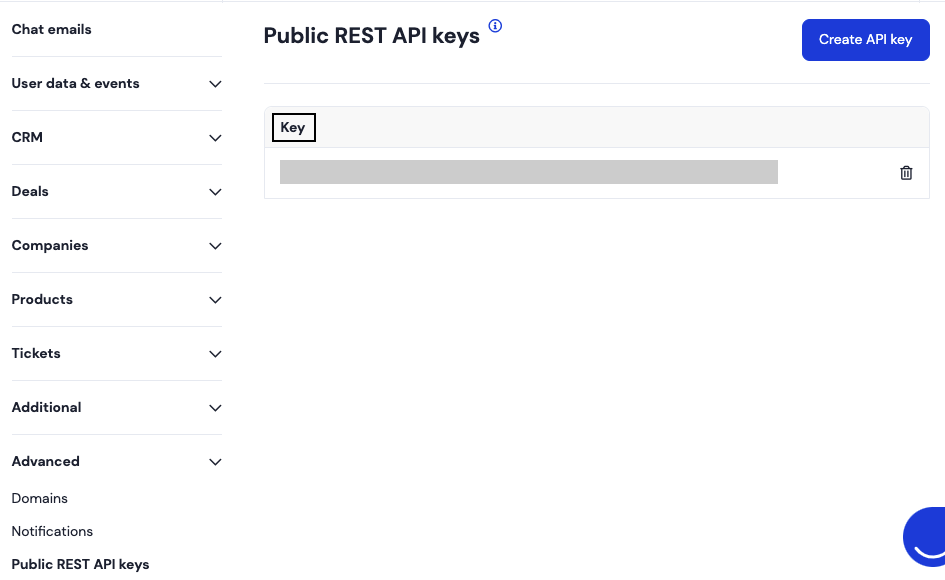 Chat emails
User data & events
CRM
Deals
Companies
Products
Tickets
Additional
Advanced
Domains
Notifications
Public REST API keys
Public REST API keys
Create API key
Key